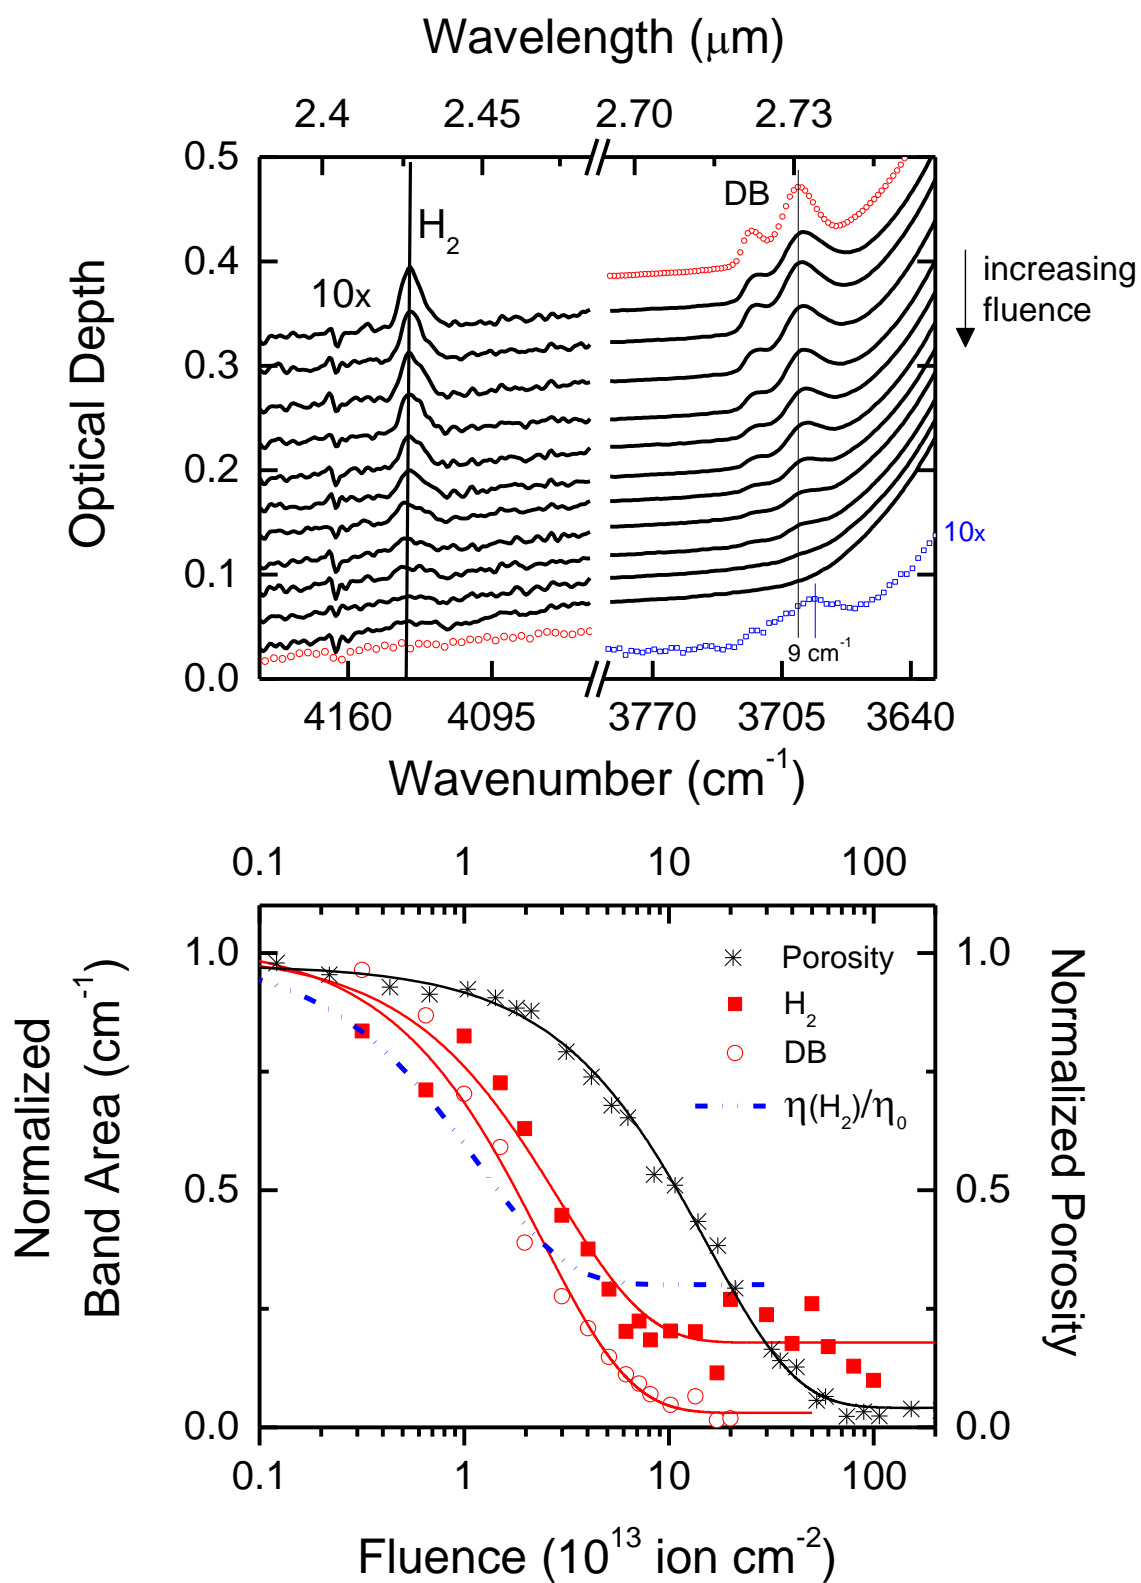 Wavelength (μm)
2.4 2.45 2.70 2.73
0.5
DB
H2
0.4
10x
increasing
fluence
0.3
Optical Depth
0.2
10x
0.1
9 cm-1
0.0
4160 4095 3770 3705 3640
Wavenumber (cm-1)
0.1 1 10 100
1.0 1.0
Porosity
H2
DB
η(H2)/η0
Normalized
Band Area (cm-1)
Normalized Porosity
0.5 0.5
0.0 0.0
0.1 1 10 100
Fluence (1013 ion cm-2)